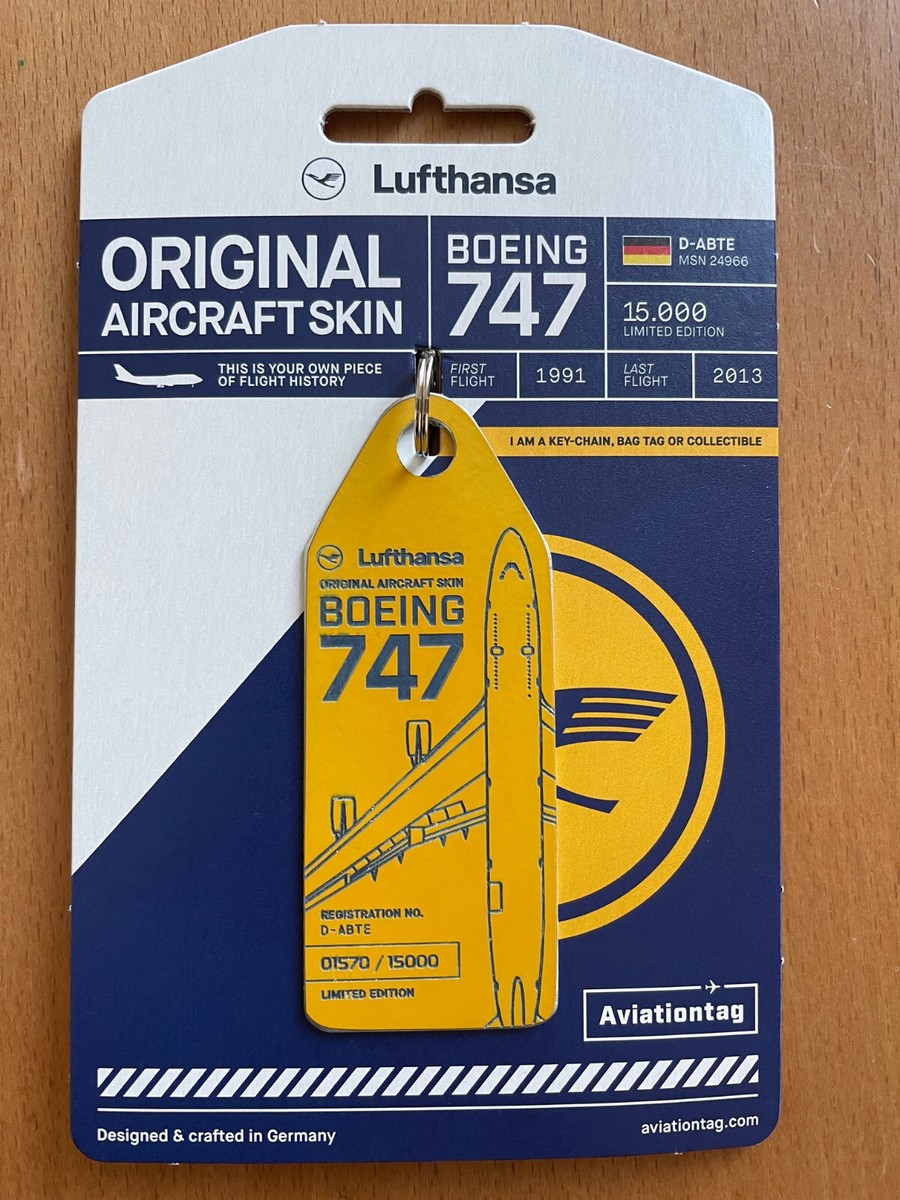 Lufthansa
ORIGINAL
AIRCRAFT SKIN
BOEING
747
D-ABTE
MSN 24966
15.000
LIMITED EDITION
THIS IS YOUR OWN PIECE
OF FLIGHT HISTORY
FIRST
FLIGHT
1991
LAST
FLIGHT
2013
I AM A KEY-CHAIN, BAG TAG OR COLLECTIBLE
Lufthansa
ORIGINAL AIRCRAFT SKIN
BOEING
747
REGISTRATION NO.
D-ABTE
01570 / 15000
LIMITED EDITION
Aviationtag
Designed & crafted in Germany
aviationtag.com